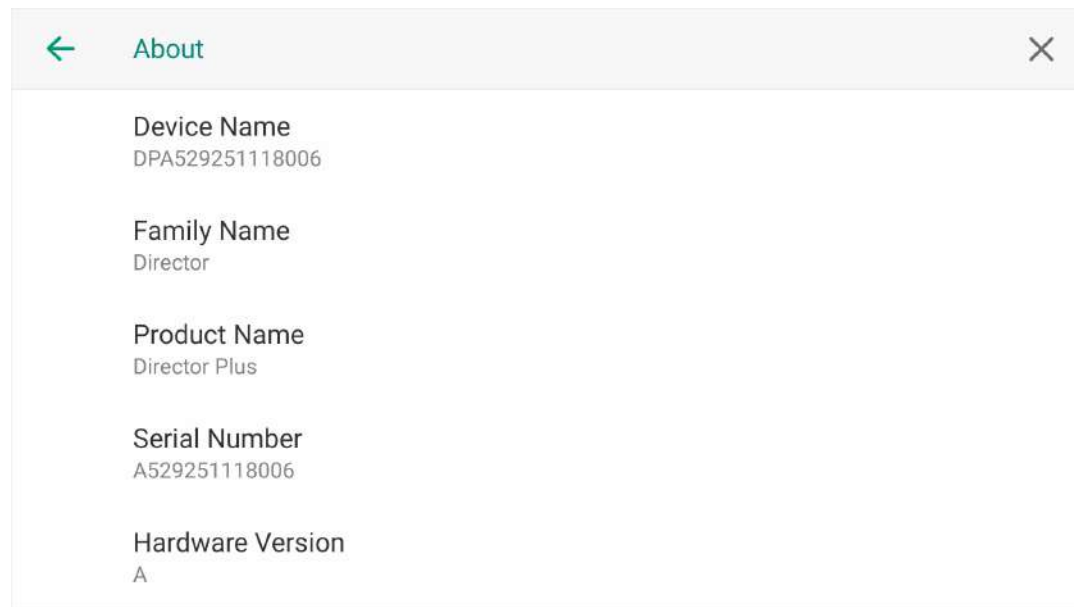 About
Device Name
DPA529251118006
Family Name
Director
Product Name
Director Plus
Serial Number
A529251118006
Hardware Version
A